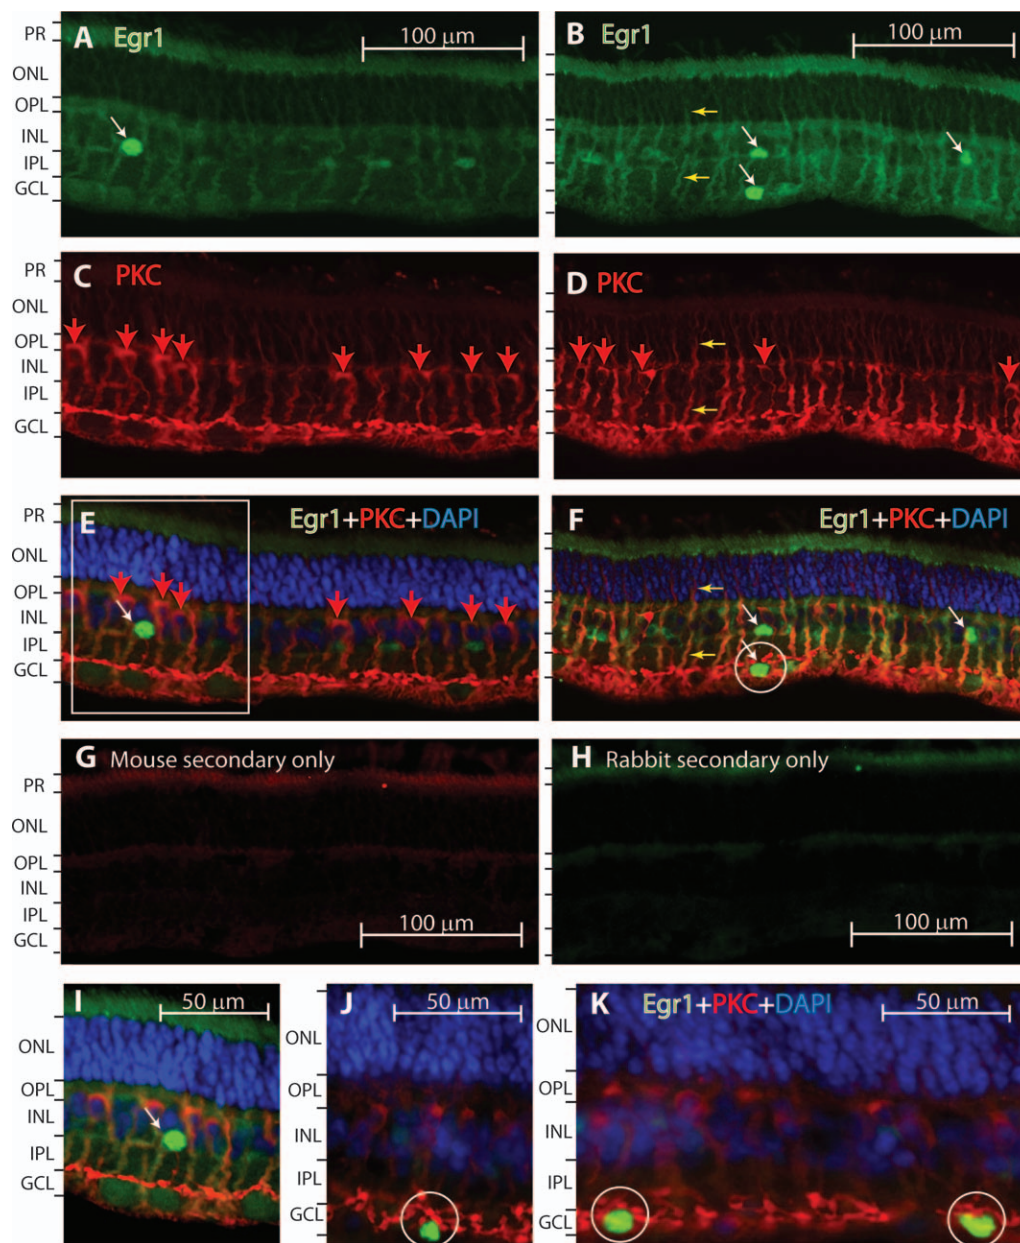 A Egr1 100 µm
PR
ONL
OPL
INL
IPL
GCL
B Egr1 100 µm
C PKC
PR
ONL
OPL
INL
IPL
GCL
D PKC
E Egr1+PKC+DAPI
PR
ONL
OPL
INL
IPL
GCL
F Egr1+PKC+DAPI
G Mouse secondary only
PR
ONL
OPL
INL
IPL
GCL
100 µm
H Rabbit secondary only
100 µm
I 50 µm
ONL
OPL
INL
IPL
GCL
J 50 µm
ONL
OPL
INL
IPL
GCL
K Egr1+PKC+DAPI
50 µm
ONL
OPL
INL
IPL
GCL